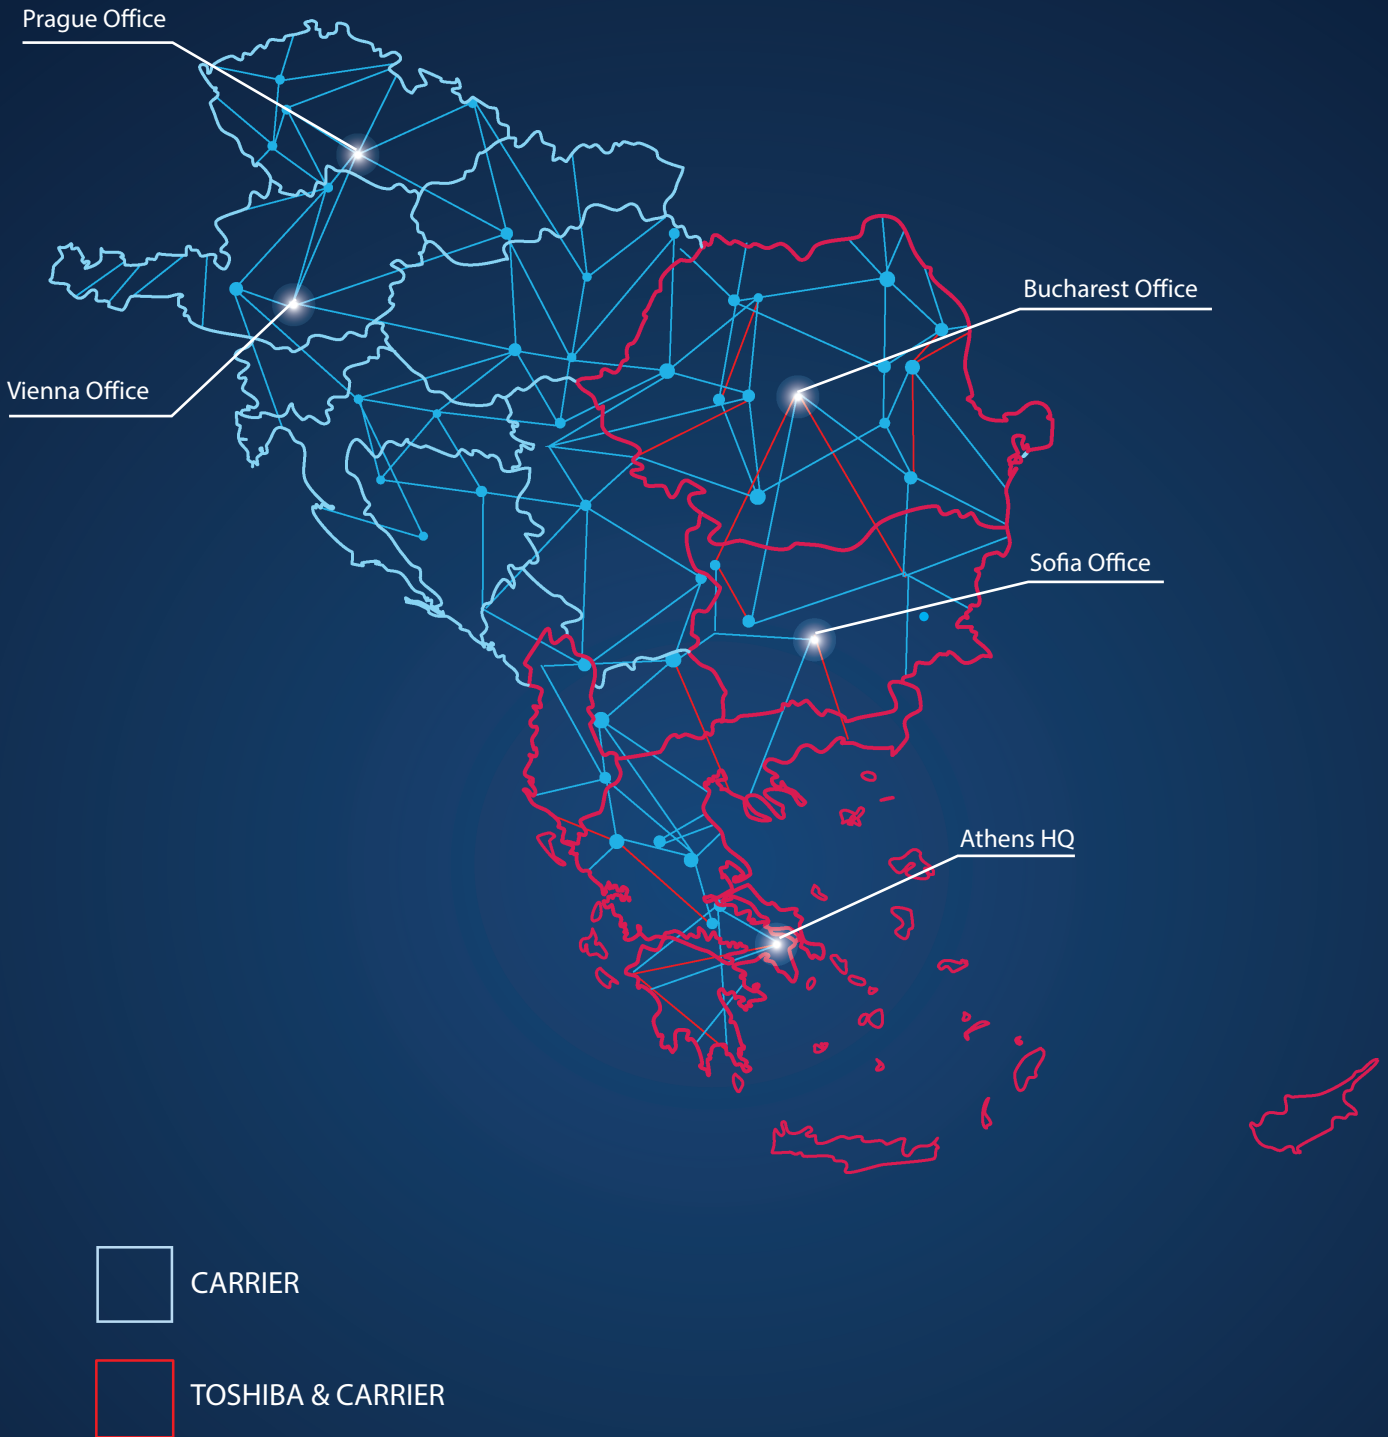 Prague Office
Bucharest Office
Vienna Office
Sofia Office
Athens HQ
CARRIER
TOSHIBA & CARRIER